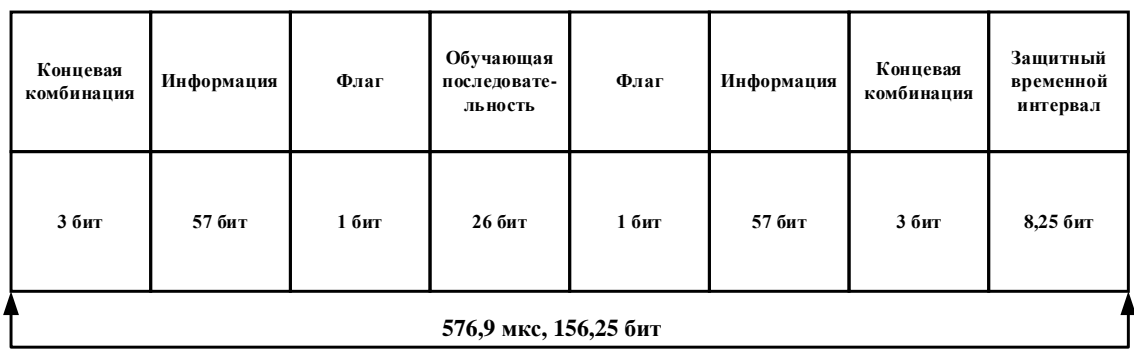 Концевая
комбинация
Информация
Флаг
Обучающая
последовате-
льность
Флаг
Информация
Концевая
комбинация
Защитный
временной
интервал
3 бит
57 бит
1 бит
26 бит
1 бит
57 бит
3 бит
8,25 бит
576,9 мкс, 156,25 бит